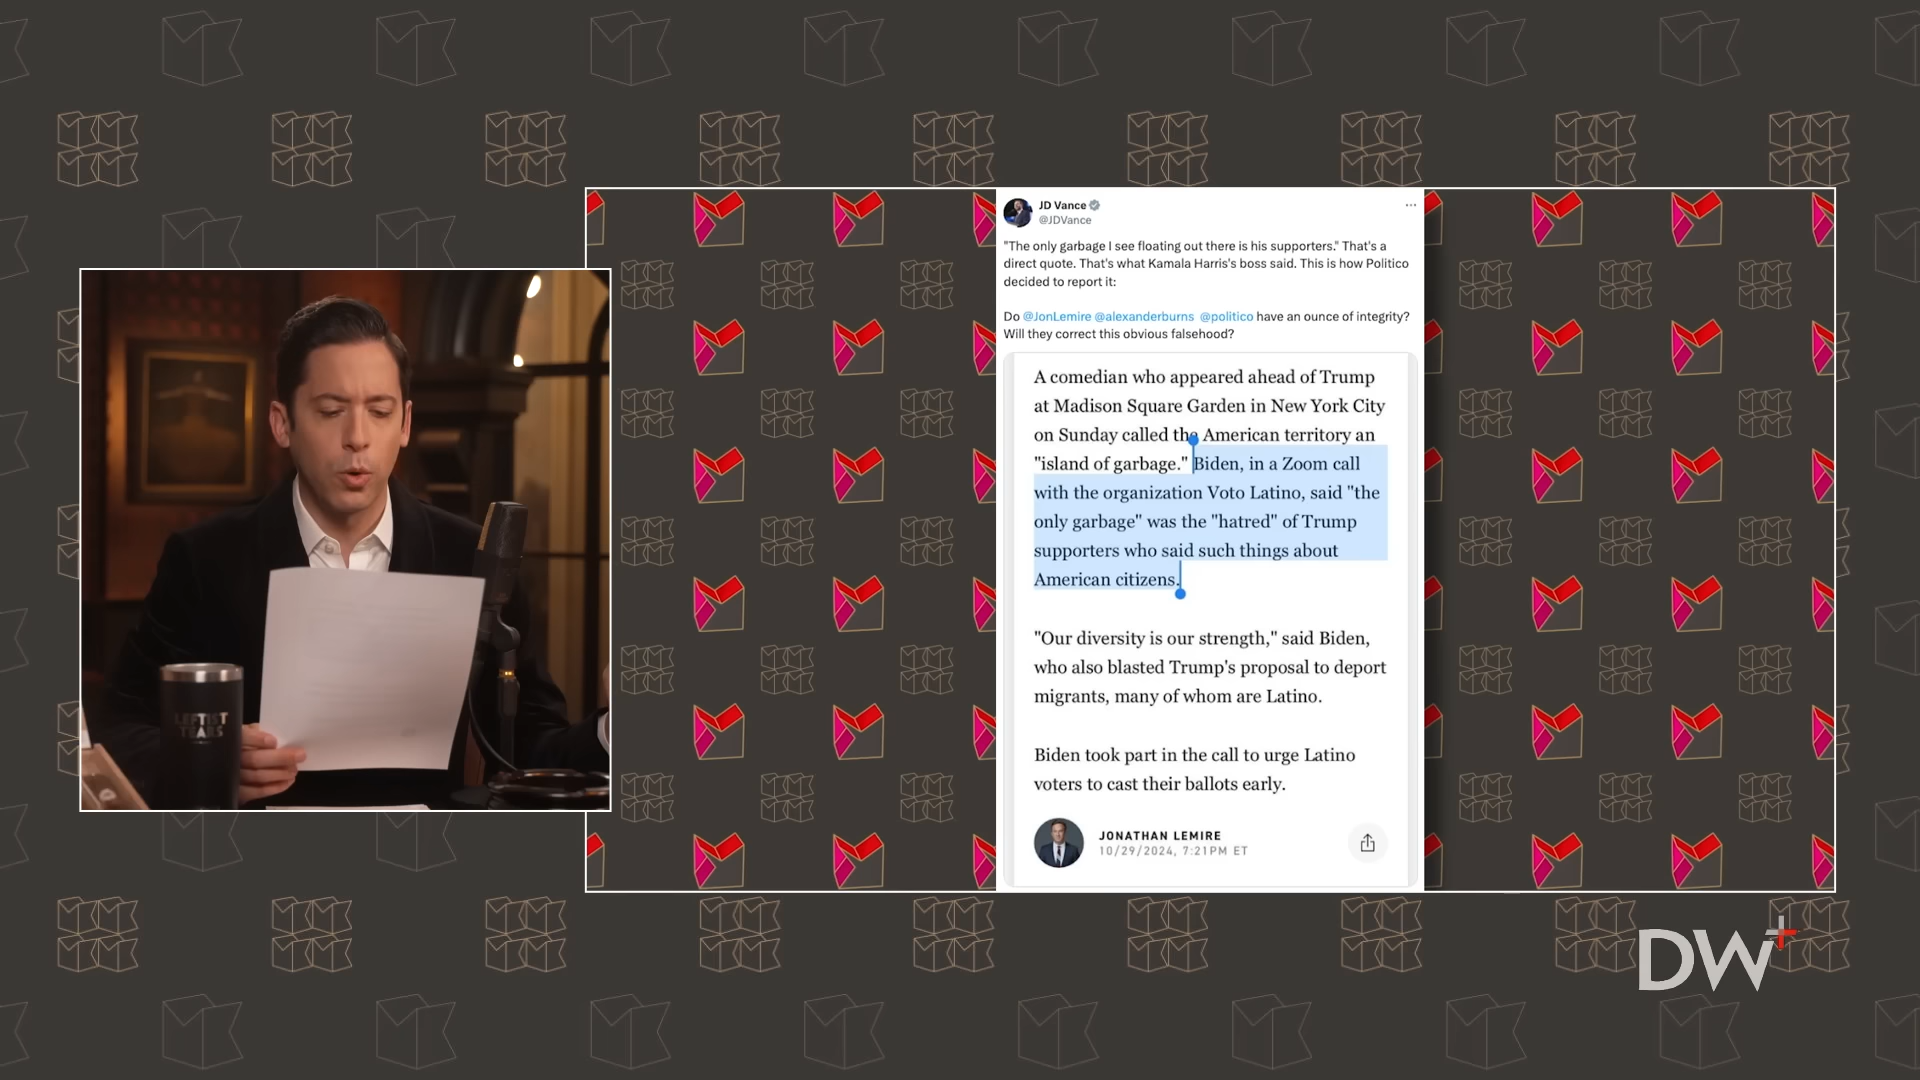 JD Vance
@JDVance
"The only garbage I see floating out there is his supporters." That's a
direct quote. That's what Kamala Harris's boss said. This is how Politico
decided to report it:
Do @JonLemire @alexanderburns @politico have an ounce of integrity?
Will they correct this obvious falsehood?
A comedian who appeared ahead of Trump
at Madison Square Garden in New York City
on Sunday called the American territory an
"island of garbage." Biden, in a Zoom call
with the organization Voto Latino, said "the
only garbage" was the "hatred" of Trump
supporters who said such things about
American citizens.
"Our diversity is our strength," said Biden,
who also blasted Trump's proposal to deport
migrants, many of whom are Latino.
Biden took part in the call to urge Latino
voters to cast their ballots early.
JONATHAN LEMIRE
10/29/2024, 7:21PM ET
LEFTIST
TEARS
DW+